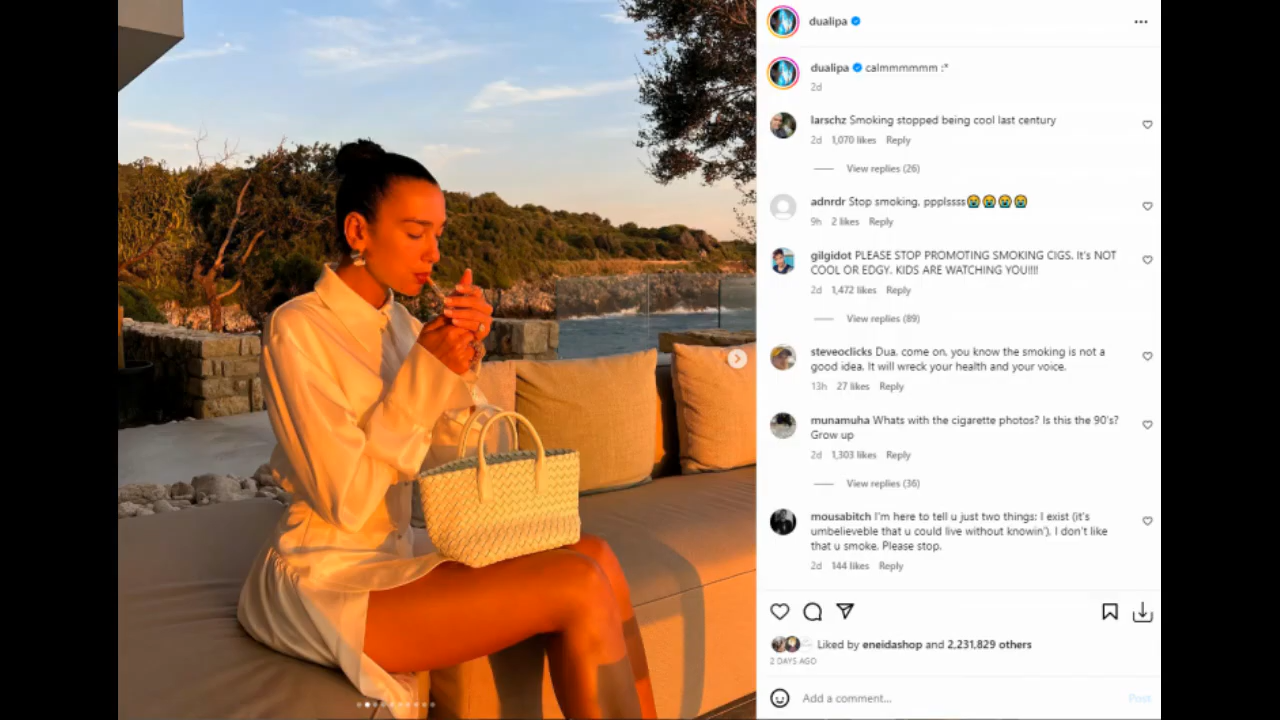 dualipa
dualipa calmmmmmm :*
2d
larschz Smoking stopped being cool last century
2d 1,070 likes Reply
View replies (26)
adnrdr Stop smoking, ppplssss😭😭😭😭
9h 2 likes Reply
gilgidot PLEASE STOP PROMOTING SMOKING CIGS. It's NOT
COOL OR EDGY. KIDS ARE WATCHING YOU!!!!
2d 1,472 likes Reply
View replies (89)
steveoclicks Dua, come on, you know the smoking is not a
good idea. It will wreck your health and your voice.
13h 27 likes Reply
munamuha Whats with the cigarette photos? Is this the 90's?
Grow up
2d 1,303 likes Reply
View replies (36)
mousabitch I'm here to tell u just two things: I exist (it's
umbelieveble that u could live without knowin'), I don't like
that u smoke. Please stop.
2d 144 likes Reply
Liked by eneidashop and 2,231,829 others
2 DAYS AGO
Add a comment...
Post